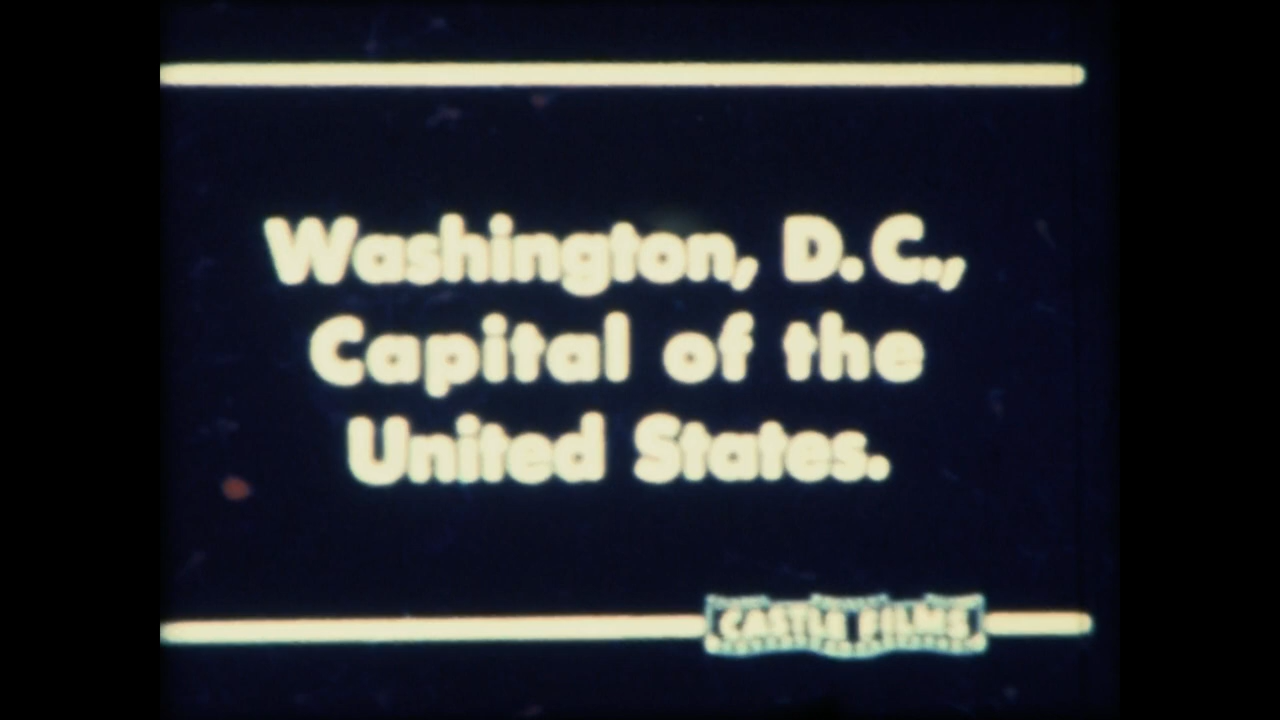 Washington, D.C.,
Capital of the
United States.
CASTLE FILMS